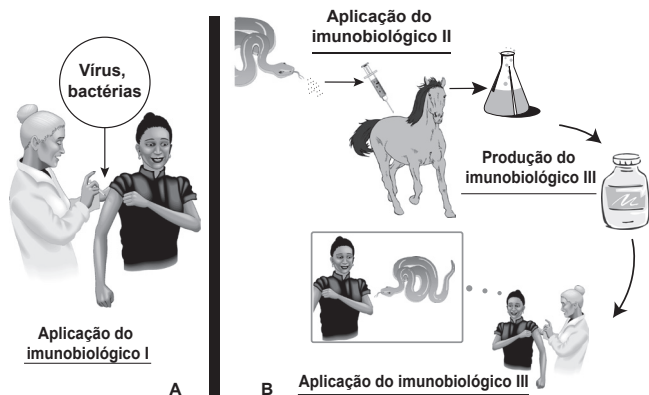 Vírus,
bactérias
Aplicação do
imunobiológico I
A
Aplicação do
imunobiológico II
Produção do
imunobiológico III
B
Aplicação do imunobiológico III